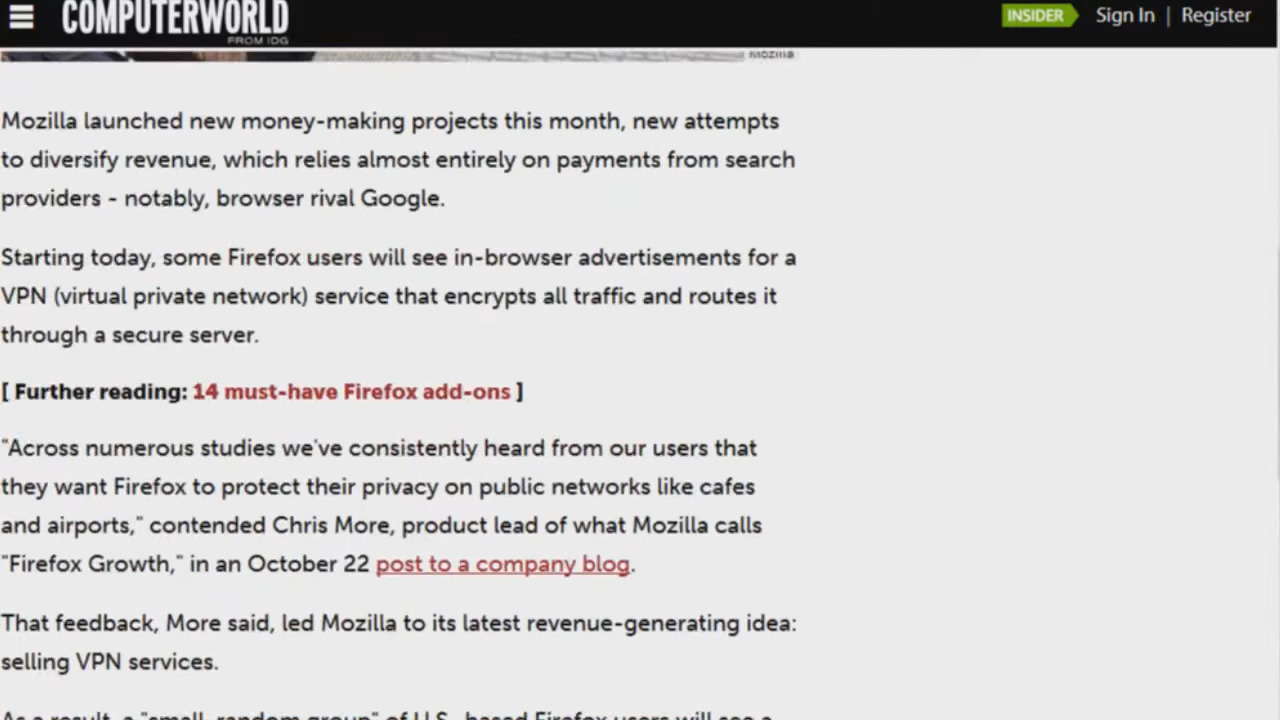 COMPUTERWORLD
FROM IDG
INSIDER Sign In | Register
Mozilla
Mozilla launched new money-making projects this month, new attempts
to diversify revenue, which relies almost entirely on payments from search
providers - notably, browser rival Google.
Starting today, some Firefox users will see in-browser advertisements for a
VPN (virtual private network) service that encrypts all traffic and routes it
through a secure server.
[ Further reading: 14 must-have Firefox add-ons ]
"Across numerous studies we've consistently heard from our users that
they want Firefox to protect their privacy on public networks like cafes
and airports," contended Chris More, product lead of what Mozilla calls
"Firefox Growth," in an October 22 post to a company blog.
That feedback, More said, led Mozilla to its latest revenue-generating idea:
selling VPN services.
As a result, a "small, random group" of U.S.-based Firefox users will see a